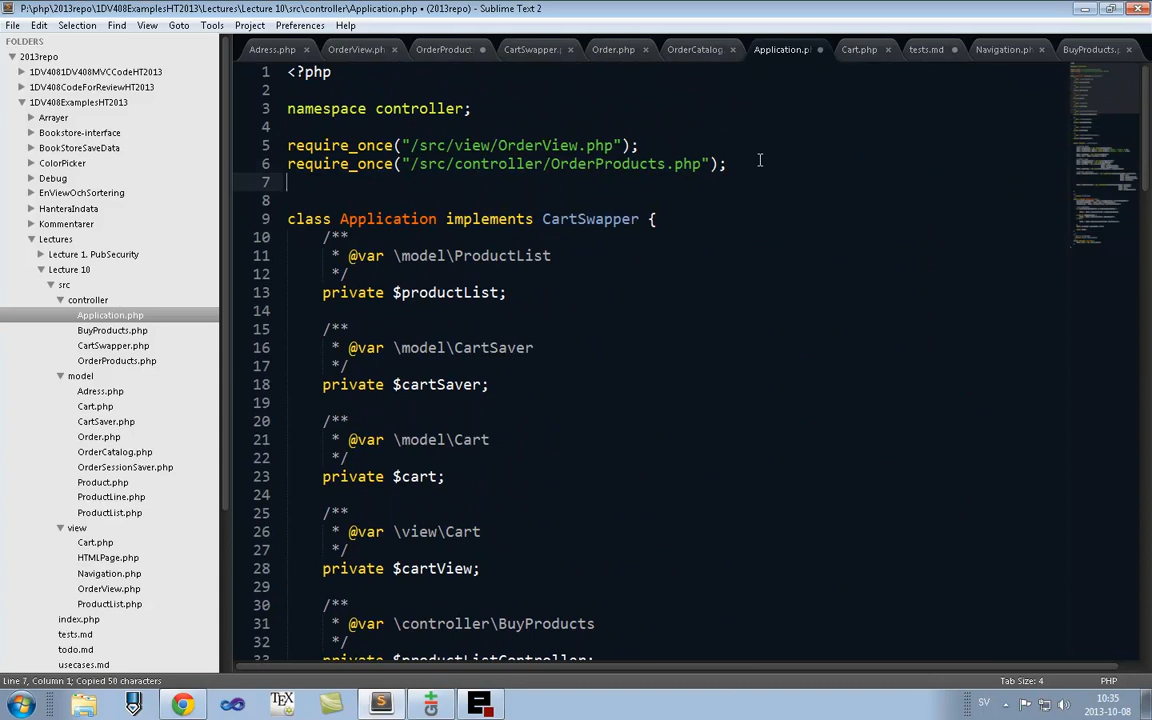 P:\php\2013repo\1DV408ExamplesHT2013\Lectures\Lecture 10\src\controller\Application.php • (2013repo) - Sublime Text 2
File Edit Selection Find View Goto Tools Project Preferences Help
FOLDERS
2013repo
1DV4081DV408MVCCodeHT2013
1DV408CodeForReviewHT2013
1DV408ExamplesHT2013
Arrayer
Bookstore-interface
BookStoreSaveData
ColorPicker
Debug
EnViewOchSortering
HanteraIndata
Kommentarer
Lectures
Lecture 1. PubSecurity
Lecture 10
src
controller
Application.php
BuyProducts.php
CartSwapper.php
OrderProducts.php
model
Adress.php
Cart.php
CartSaver.php
Order.php
OrderCatalog.php
OrderSessionSaver.php
Product.php
ProductLine.php
ProductList.php
view
Cart.php
HTMLPage.php
Navigation.php
OrderView.php
ProductList.php
index.php
tests.md
todo.md
usecases.md
Adress.php OrderView.ph OrderProduct CartSwapper. Order.php OrderCatalog Application.pl Cart.php tests.md Navigation.ph BuyProducts.
1 <?php
2
3 namespace controller;
4
5 require_once("/src/view/OrderView.php");
6 require_once("/src/controller/OrderProducts.php");
7
8
9 class Application implements CartSwapper {
10 /**
11 * @var \model\ProductList
12 */
13 private $productList;
14
15 /**
16 * @var \model\CartSaver
17 */
18 private $cartSaver;
19
20 /**
21 * @var \model\Cart
22 */
23 private $cart;
24
25 /**
26 * @var \view\Cart
27 */
28 private $cartView;
29
30 /**
31 * @var \controller\BuyProducts
32 */
33 private $productListController;
Line 7, Column 1; Copied 50 characters
Tab Size: 4 PHP
SV
10:35
2013-10-08